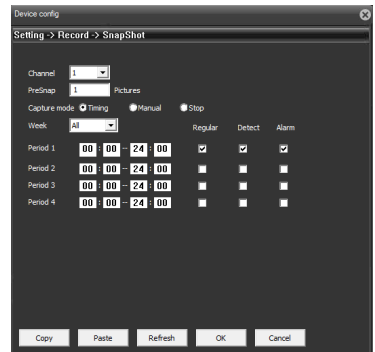 Device config
Setting -> Record -> SnapShot
Channel 1
PreSnap 1 Pictures
Capture mode Timing Manual Stop
Week All Regular Detect Alarm
Period 1 00 : 00 - 24 : 00
Period 2 00 : 00 - 24 : 00
Period 3 00 : 00 - 24 : 00
Period 4 00 : 00 - 24 : 00
Copy Paste Refresh OK Cancel